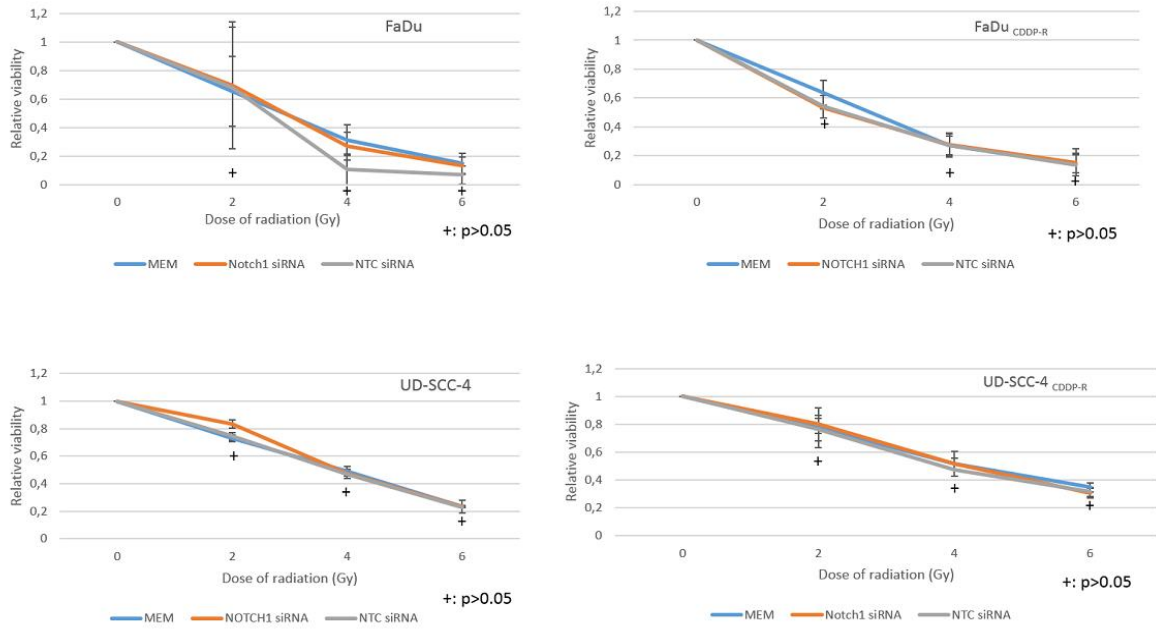 FaDu
Relative viability
1,2
1
0,8
0,6
0,4
0,2
0
0 2 4 6
Dose of radiation (Gy)
+
+
+
+: p>0.05
MEM Notch1 siRNA NTC siRNA
FaDu CDDP-R
Relative viability
1,2
1
0,8
0,6
0,4
0,2
0
0 2 4 6
Dose of radiation (Gy)
+
+
+
+: p>0.05
MEM NOTCH1 siRNA NTC siRNA
UD-SCC-4
Relative viability
1,2
1
0,8
0,6
0,4
0,2
0
0 2 4 6
Dose of radiation (Gy)
+
+
+
+: p>0.05
MEM NOTCH1 siRNA NTC siRNA
UD-SCC-4 CDDP-R
Relative viability
1,2
1
0,8
0,6
0,4
0,2
0
0 2 4 6
Dose of radiation (Gy)
+
+
+
+: p>0.05
MEM Notch1 siRNA NTC siRNA